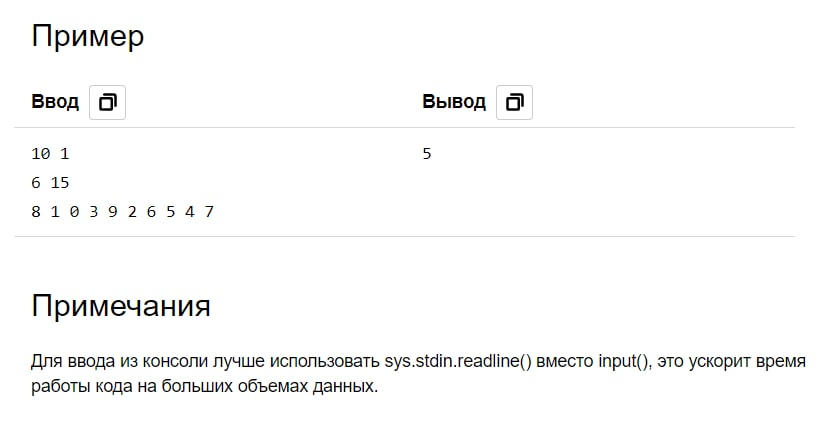 Пример
Ввод Вывод
10 1 5
6 15
8 1 0 3 9 2 6 5 4 7
Примечания
Для ввода из консоли лучше использовать sys.stdin.readline() вместо input(), это ускорит время
работы кода на больших объемах данных.